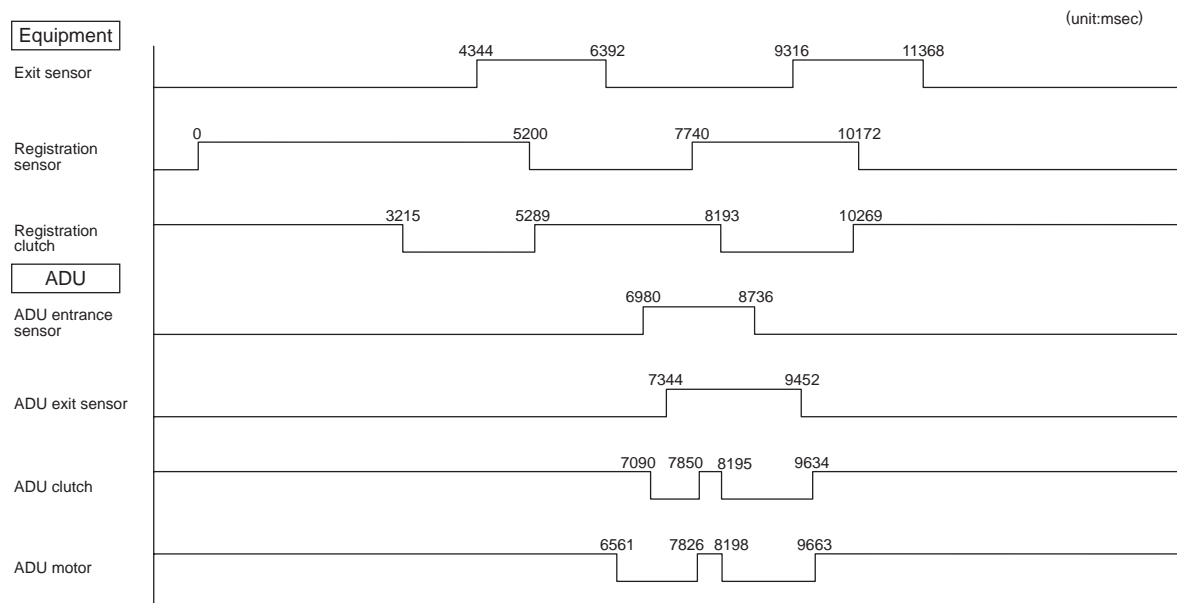 (unit:msec)
Equipment
4344 6392 9316 11368
Exit sensor
0 5200 7740 10172
Registration
sensor
3215 5289 8193 10269
Registration
clutch
ADU
6980 8736
ADU entrance
sensor
7344 9452
ADU exit sensor
7090 7850 8195 9634
ADU clutch
6561 7826 8198 9663
ADU motor